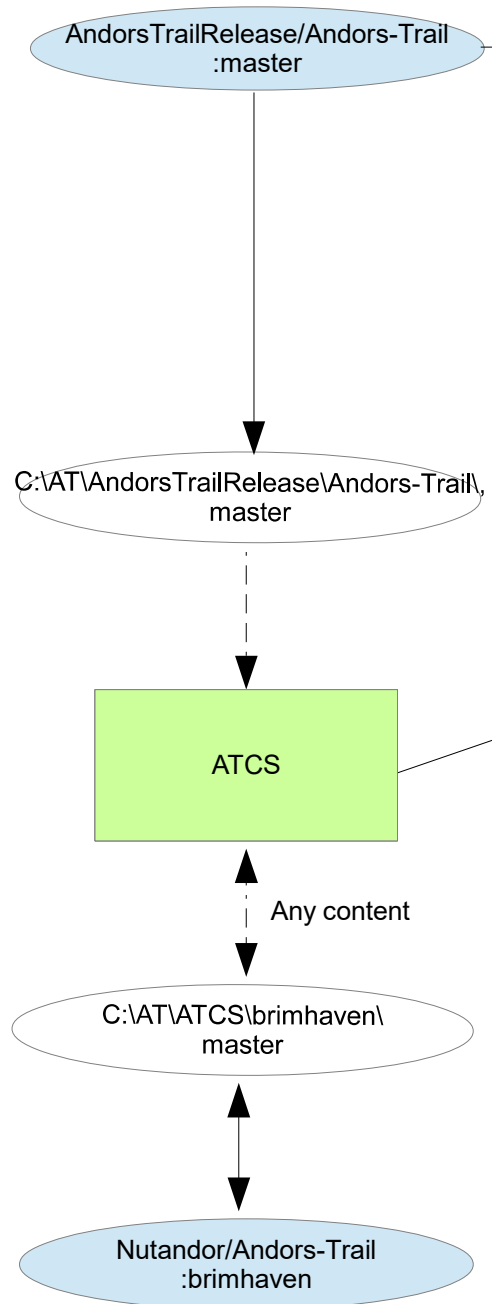 AndorsTrailRelease/Andors-Trail
:master
C:\AT\AndorsTrailRelease\Andors-Trail\,
master
ATCS
Any content
C:\AT\ATCS\brimhaven\
master
Nutandor/Andors-Trail
:brimhaven